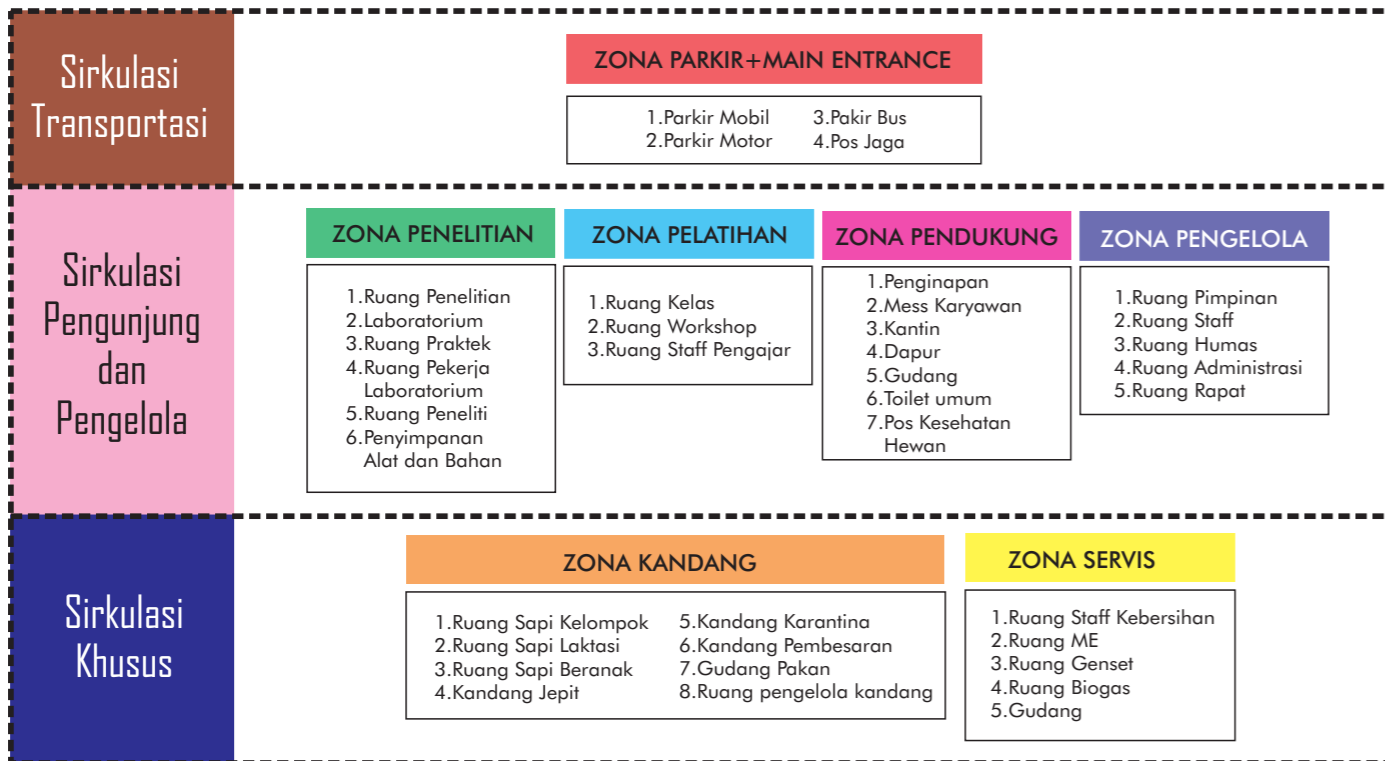 Sirkulasi
Transportasi
ZONA PARKIR+MAIN ENTRANCE
1.Parkir Mobil
2.Parkir Motor
3.Pakir Bus
4.Pos Jaga
Sirkulasi
Pengunjung
dan
Pengelola
ZONA PENELITIAN
1.Ruang Penelitian
2.Laboratorium
3.Ruang Praktek
4.Ruang Pekerja
Laboratorium
5.Ruang Peneliti
6.Penyimpanan
Alat dan Bahan
ZONA PELATIHAN
1.Ruang Kelas
2.Ruang Workshop
3.Ruang Staff Pengajar
ZONA PENDUKUNG
1.Penginapan
2.Mess Karyawan
3.Kantin
4.Dapur
5.Gudang
6.Toilet umum
7.Pos Kesehatan
Hewan
ZONA PENGELOLA
1.Ruang Pimpinan
2.Ruang Staff
3.Ruang Humas
4.Ruang Administrasi
5.Ruang Rapat
Sirkulasi
Khusus
ZONA KANDANG
1.Ruang Sapi Kelompok
2.Ruang Sapi Laktasi
3.Ruang Sapi Beranak
4.Kandang Jepit
5.Kandang Karantina
6.Kandang Pembesaran
7.Gudang Pakan
8.Ruang pengelola kandang
ZONA SERVIS
1.Ruang Staff Kebersihan
2.Ruang ME
3.Ruang Genset
4.Ruang Biogas
5.Gudang